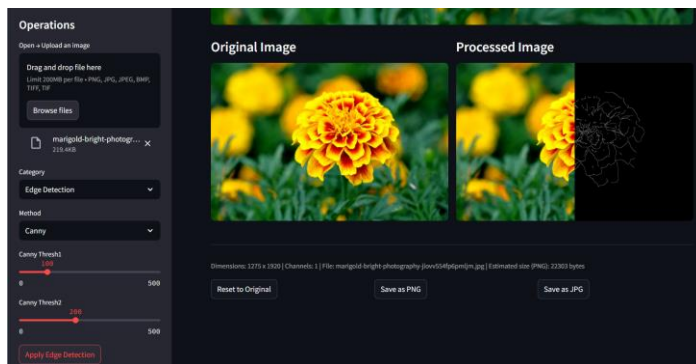 Operations
Open → Upload an image
Drag and drop file here
Limit 200MB per file • PNG, JPG, JPEG, BMP,
TIFF, TIF
Browse files
marigold-bright-photogr...
219.4KB
Category
Edge Detection
Method
Canny
Canny Thresh1
100
0 500
Canny Thresh2
200
0 500
Apply Edge Detection
Original Image
Processed Image
Dimensions: 1275 x 1920 | Channels: 1 | File: | Estimated size (PNG): 22303 bytes
Reset to Original
Save as PNG
Save as JPG